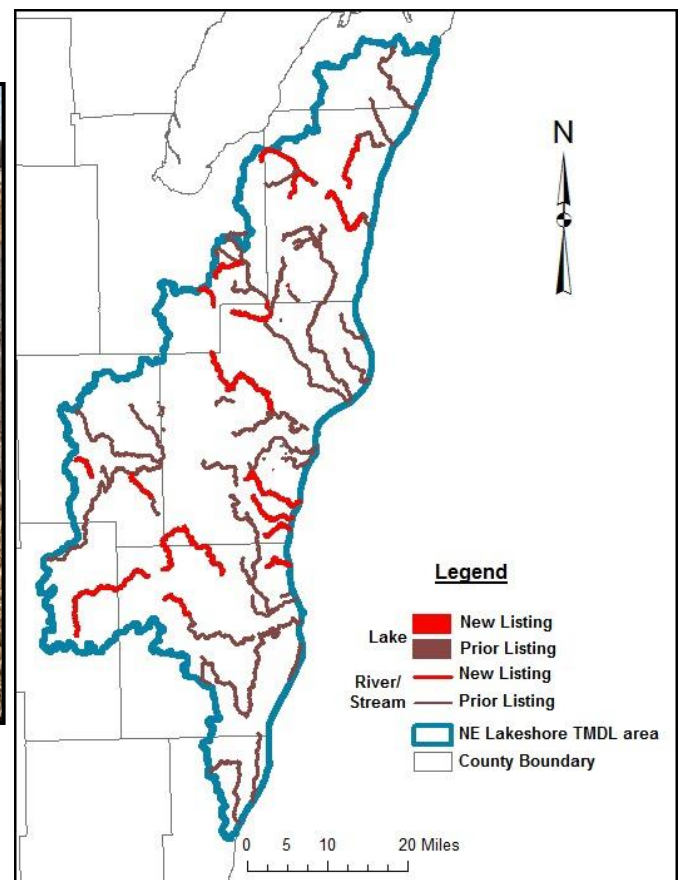 N
Legend
Lake
New Listing
Prior Listing
River/
Stream
New Listing
Prior Listing
NE Lakeshore TMDL area
County Boundary
0 5 10 20 Miles